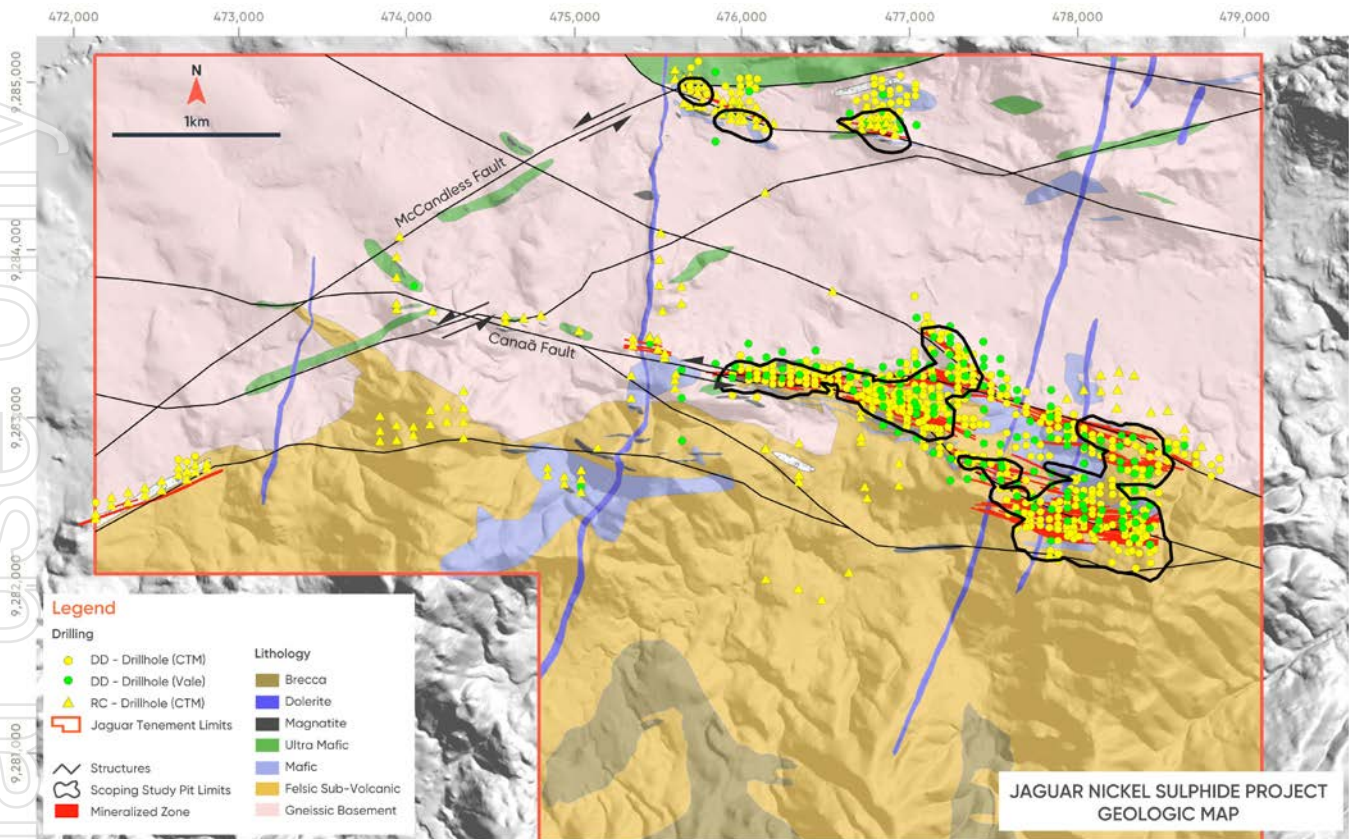 472,000 473,000 474,000 475,000 476,000 477,000 478,000 479,000
9,285,000
9,284,000
9,283,000
9,282,000
9,281,000
N
1km
McCandless Fault
Canaã Fault
Legend
Drilling
DD - Drillhole (CTM)
DD - Drillhole (Vale)
RC - Drillhole (CTM)
Jaguar Tenement Limits
Structures
Scoping Study Pit Limits
Mineralized Zone
Lithology
Brecca
Dolerite
Magnatite
Ultra Mafic
Mafic
Felsic Sub-Volcanic
Gneissic Basement
JAGUAR NICKEL SULPHIDE PROJECT
GEOLOGIC MAP